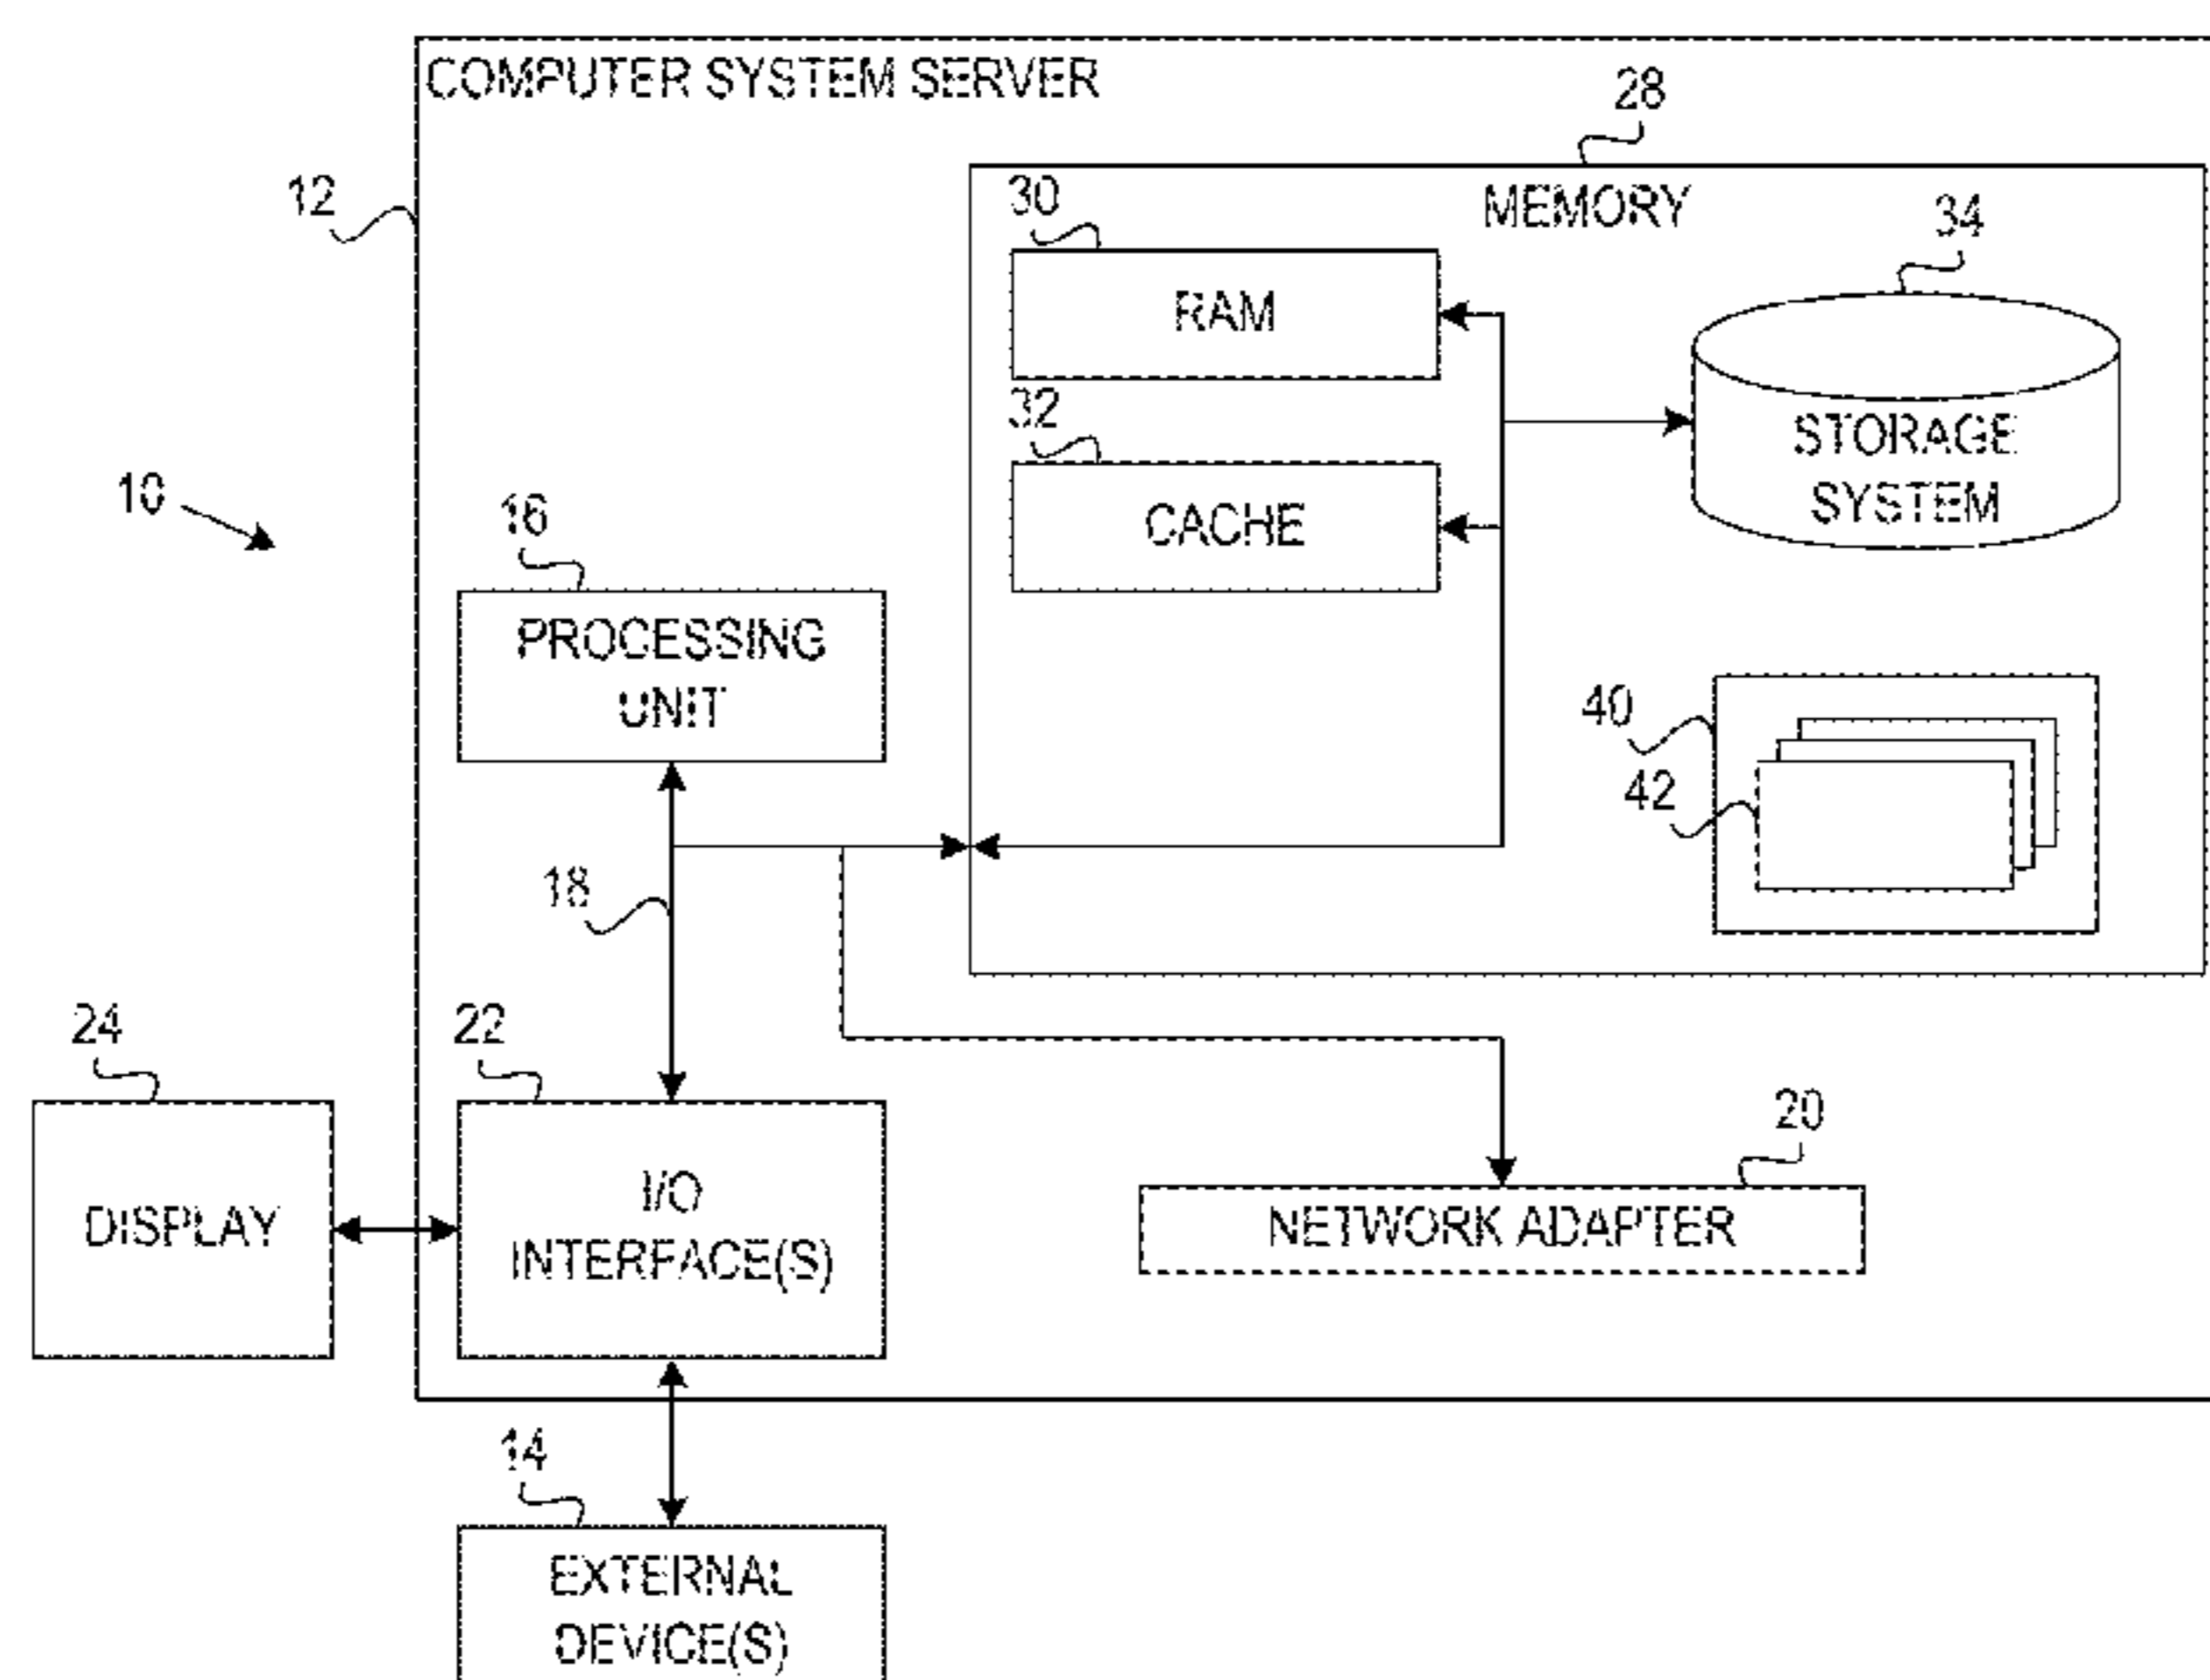 COMPUTER SYSTEM SERVER
28
12
30
MEMORY
34
RAM
32
STORAGE
SYSTEM
CACHE
10
16
PROCESSING
UNIT
40
42
18
24
22
20
DISPLAY
I/O
INTERFACE(S)
NETWORK ADAPTER
14
EXTERNAL
DEVICE(S)